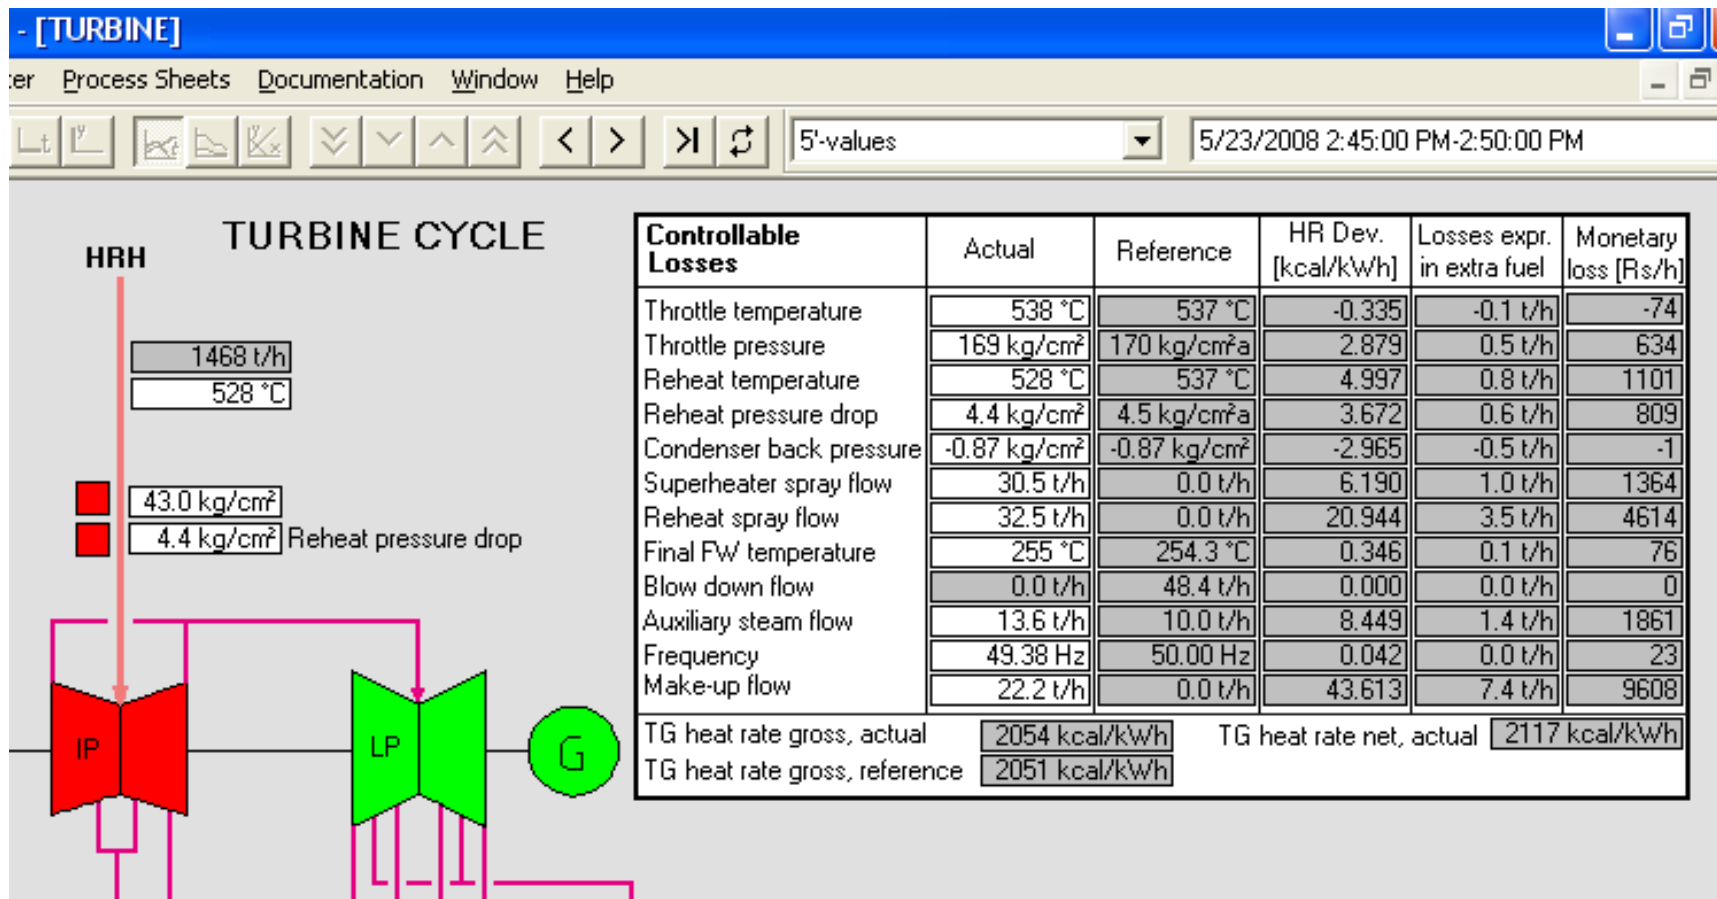 - [TURBINE]
ter Process Sheets Documentation Window Help
5'-values 5/23/2008 2:45:00 PM-2:50:00 PM
TURBINE CYCLE
HRH
1468 t/h
528 °C
43.0 kg/cm²
4.4 kg/cm² Reheat pressure drop
IP
LP
G
Controllable Losses Actual Reference HR Dev. [kcal/kWh] Losses expr. in extra fuel Monetary loss [Rs/h]
Throttle temperature 538 °C 537 °C -0.335 -0.1 t/h -74
Throttle pressure 169 kg/cm² 170 kg/cm²a 2.879 0.5 t/h 634
Reheat temperature 528 °C 537 °C 4.997 0.8 t/h 1101
Reheat pressure drop 4.4 kg/cm² 4.5 kg/cm²a 3.672 0.6 t/h 809
Condenser back pressure -0.87 kg/cm² -0.87 kg/cm² -2.965 -0.5 t/h -1
Superheater spray flow 30.5 t/h 0.0 t/h 6.190 1.0 t/h 1364
Reheat spray flow 32.5 t/h 0.0 t/h 20.944 3.5 t/h 4614
Final FW temperature 255 °C 254.3 °C 0.346 0.1 t/h 76
Blow down flow 0.0 t/h 48.4 t/h 0.000 0.0 t/h 0
Auxiliary steam flow 13.6 t/h 10.0 t/h 8.449 1.4 t/h 1861
Frequency 49.38 Hz 50.00 Hz 0.042 0.0 t/h 23
Make-up flow 22.2 t/h 0.0 t/h 43.613 7.4 t/h 9608
TG heat rate gross, actual 2054 kcal/kWh TG heat rate net, actual 2117 kcal/kWh
TG heat rate gross, reference 2051 kcal/kWh